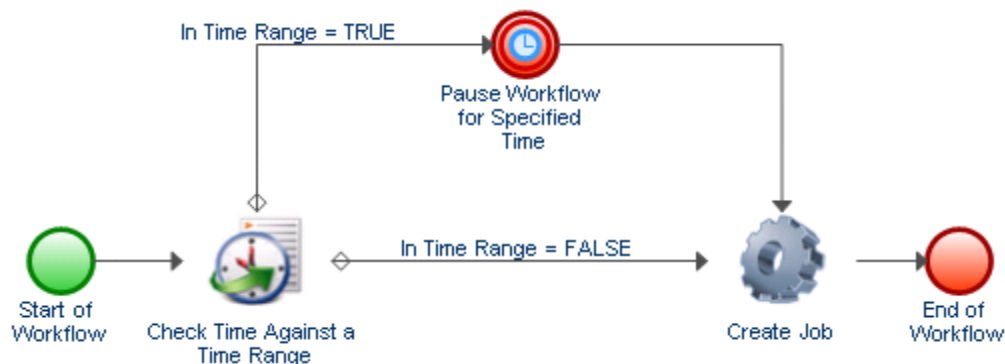 In Time Range = TRUE
Pause Workflow
for Specified
Time
In Time Range = FALSE
Start of
Workflow
Check Time Against a
Time Range
Create Job
End of
Workflow